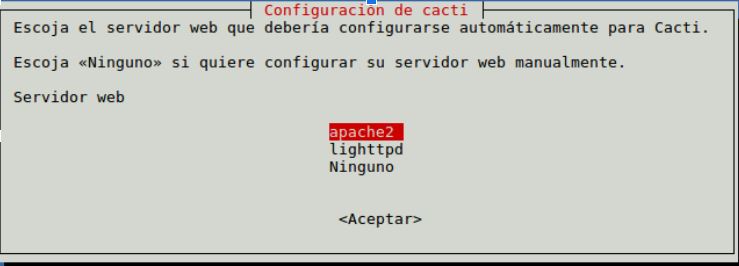 Configuración de cacti
Escoja el servidor web que debería configurarse automáticamente para Cacti.
Escoja «Ninguno» si quiere configurar su servidor web manualmente.
Servidor web
apache2
lighttpd
Ninguno
<Aceptar>